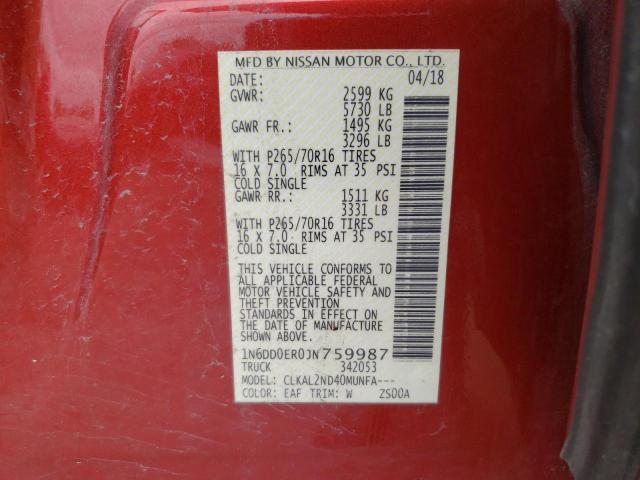 MFD BY NISSAN MOTOR CO., LTD.
DATE: 04/18
GVWR: 2599 KG
5730 LB
GAWR FR.: 1495 KG
3296 LB
WITH P265/70R16 TIRES
16 X 7.0 RIMS AT 35 PSI
COLD SINGLE
GAWR RR.: 1511 KG
3331 LB
WITH P265/70R16 TIRES
16 X 7.0 RIMS AT 35 PSI
COLD SINGLE
THIS VEHICLE CONFORMS TO
ALL APPLICABLE FEDERAL
MOTOR VEHICLE SAFETY AND
THEFT PREVENTION
STANDARDS IN EFFECT ON
THE DATE OF MANUFACTURE
SHOWN ABOVE.
1N6DD0ER0JN759987
TRUCK 342053
MODEL: CLKAL2ND40MUNFA---
COLOR: EAF TRIM: W ZS00A